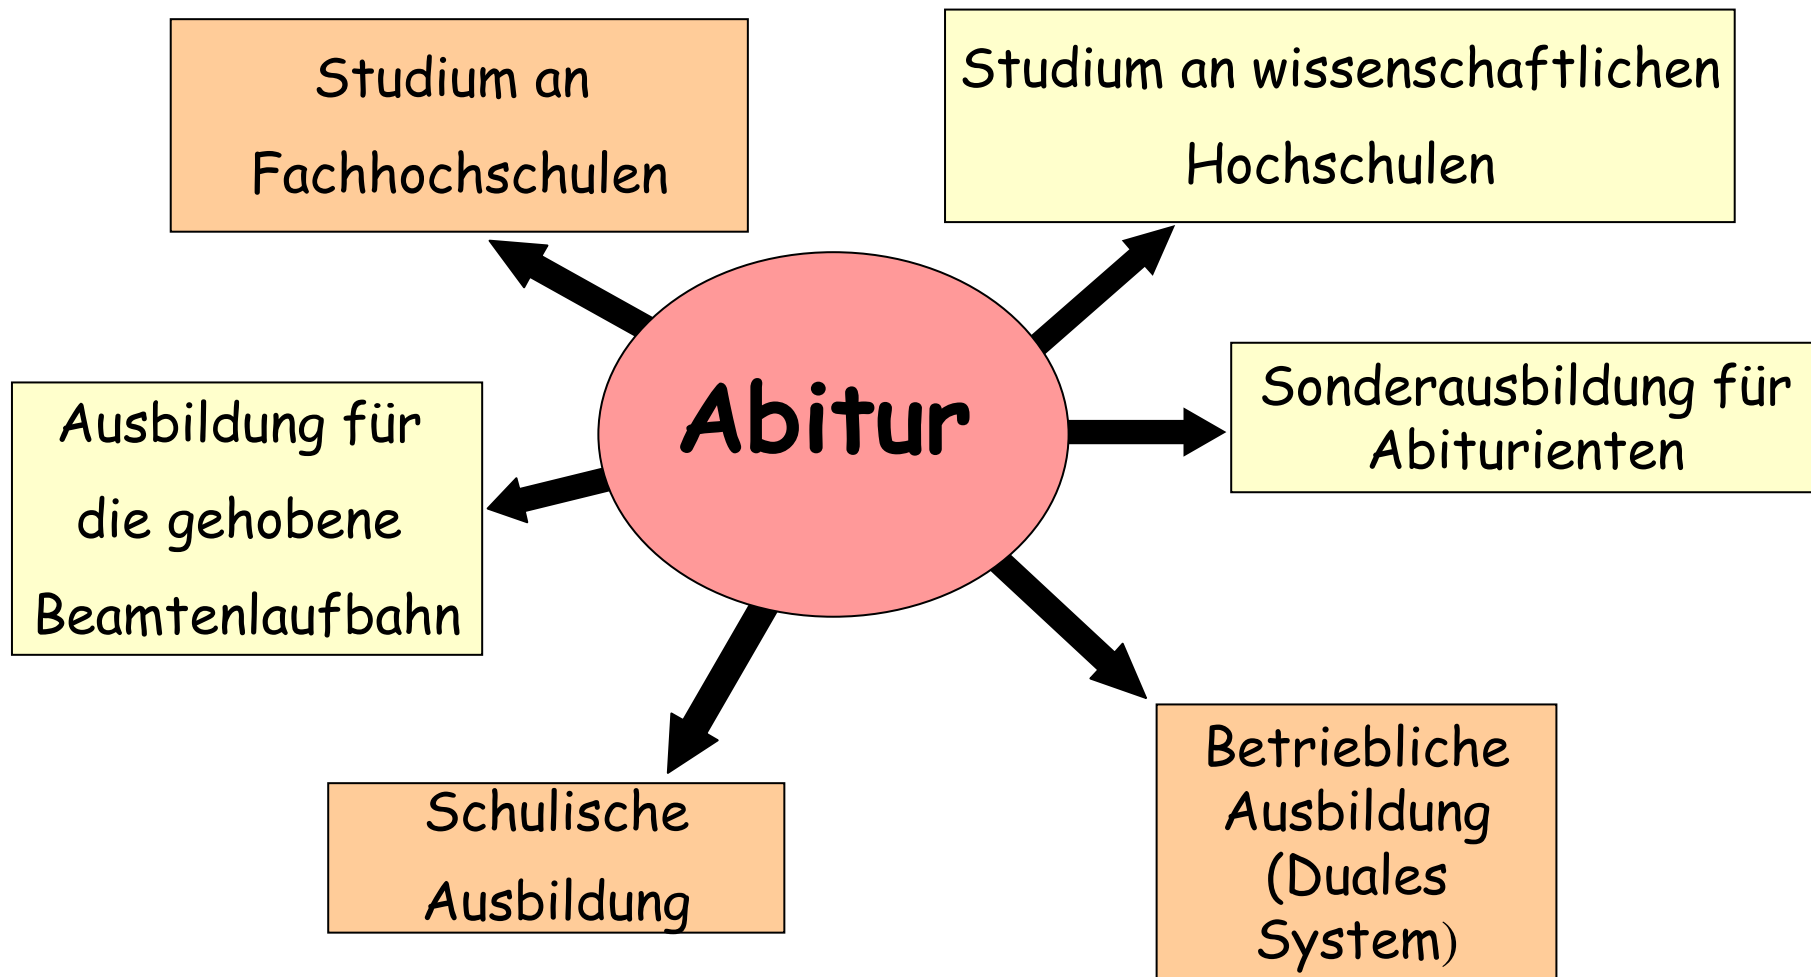 Studium an
Fachhochschulen
Studium an wissenschaftlichen
Hochschulen
Abitur
Sonderausbildung für
Abiturienten
Ausbildung für
die gehobene
Beamtenlaufbahn
Schulische
Ausbildung
Betriebliche
Ausbildung
(Duales
System)